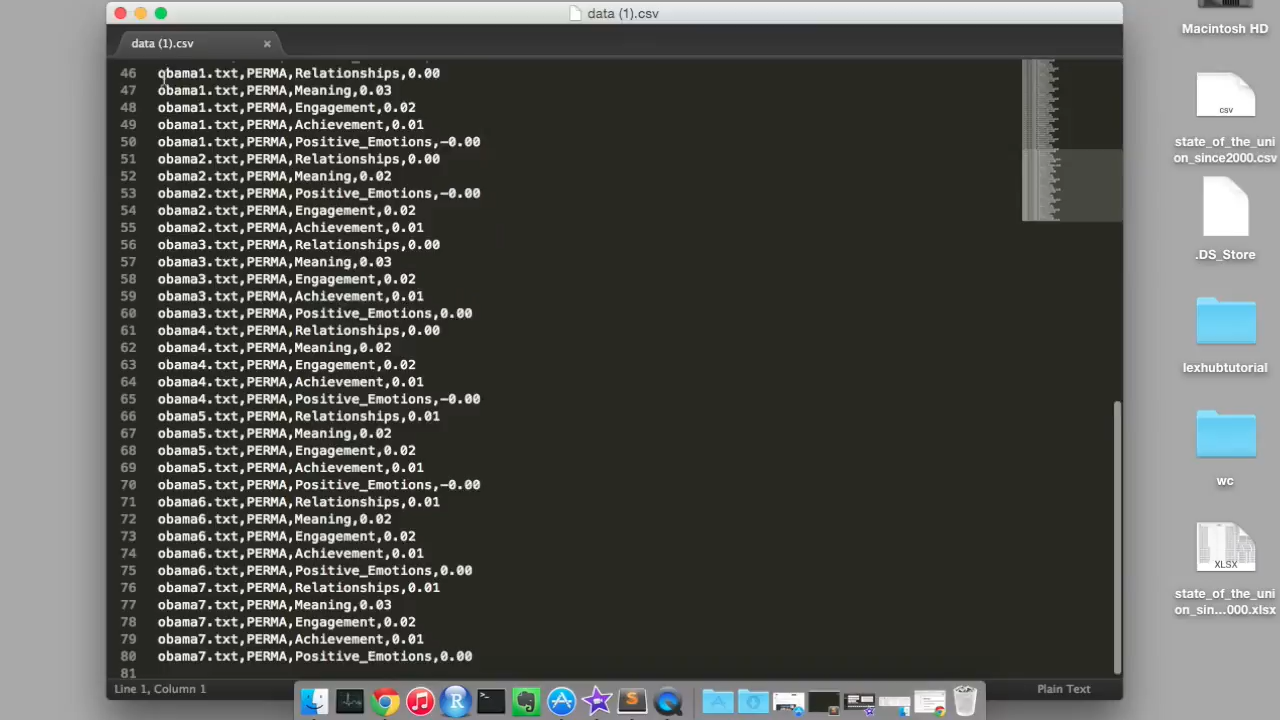 data (1).csv
Macintosh HD
data (1).csv
46 obama1.txt,PERMA,Relationships,0.00
47 obama1.txt,PERMA,Meaning,0.03
48 obama1.txt,PERMA,Engagement,0.02
49 obama1.txt,PERMA,Achievement,0.01
50 obama1.txt,PERMA,Positive_Emotions,-0.00
51 obama2.txt,PERMA,Relationships,0.00
52 obama2.txt,PERMA,Meaning,0.02
53 obama2.txt,PERMA,Positive_Emotions,-0.00
54 obama2.txt,PERMA,Engagement,0.02
55 obama2.txt,PERMA,Achievement,0.01
56 obama3.txt,PERMA,Relationships,0.00
57 obama3.txt,PERMA,Meaning,0.03
58 obama3.txt,PERMA,Engagement,0.02
59 obama3.txt,PERMA,Achievement,0.01
60 obama3.txt,PERMA,Positive_Emotions,0.00
61 obama4.txt,PERMA,Relationships,0.00
62 obama4.txt,PERMA,Meaning,0.02
63 obama4.txt,PERMA,Engagement,0.02
64 obama4.txt,PERMA,Achievement,0.01
65 obama4.txt,PERMA,Positive_Emotions,-0.00
66 obama5.txt,PERMA,Relationships,0.01
67 obama5.txt,PERMA,Meaning,0.02
68 obama5.txt,PERMA,Engagement,0.02
69 obama5.txt,PERMA,Achievement,0.01
70 obama5.txt,PERMA,Positive_Emotions,-0.00
71 obama6.txt,PERMA,Relationships,0.01
72 obama6.txt,PERMA,Meaning,0.02
73 obama6.txt,PERMA,Engagement,0.02
74 obama6.txt,PERMA,Achievement,0.01
75 obama6.txt,PERMA,Positive_Emotions,0.00
76 obama7.txt,PERMA,Relationships,0.01
77 obama7.txt,PERMA,Meaning,0.03
78 obama7.txt,PERMA,Engagement,0.02
79 obama7.txt,PERMA,Achievement,0.01
80 obama7.txt,PERMA,Positive_Emotions,0.00
81
Line 1, Column 1
Plain Text
csv
state_of_the_uni
on_since2000.csv
.DS_Store
lexhubtutorial
wc
XLSX
state_of_the_uni
on_sin...000.xlsx
R
S